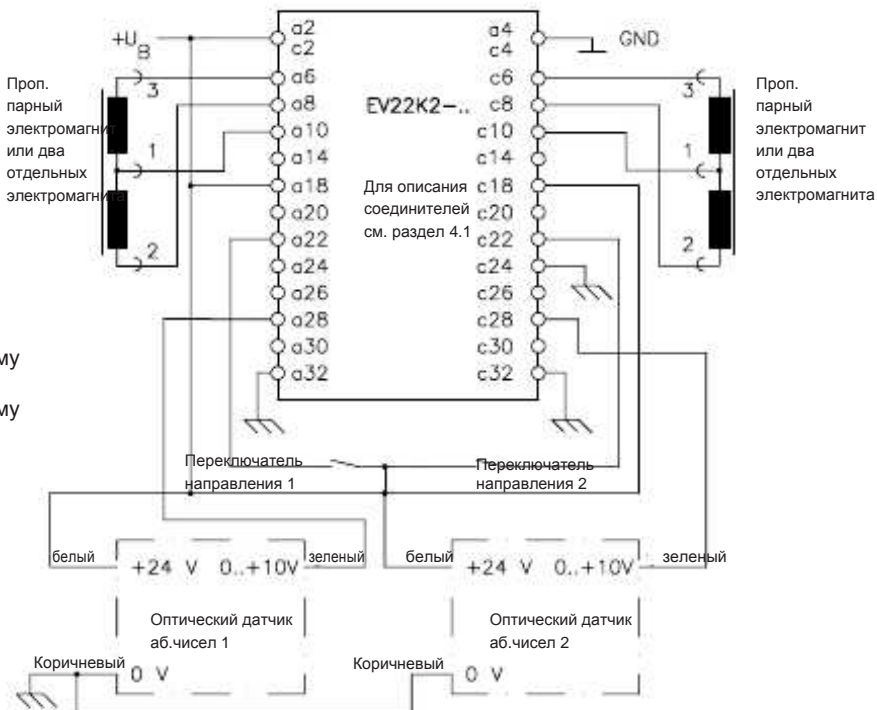 +U_B
a2
c2
a6
a8
a10
a14
a18
a20
a22
a24
a26
a28
a30
a32
EV22K2-..
Для описания
соединителей
см. раздел 4.1
a4
c4
c6
c8
c10
c14
c18
c20
c22
c24
c26
c28
c30
c32
GND
Проп.
парный
электромагнит
или два
отдельных
электромагнита
3
1
2
Проп.
парный
электромагнит
или два
отдельных
электромагнита
3
1
2
му
му
Переключатель
направления 1
Переключатель
направления 2
белый
+24 V 0..+10V
зеленый
Оптический датчик
аб.чисел 1
Коричневый
0 V
белый
+24 V 0..+10V
зеленый
Оптический датчик
аб.чисел 2
Коричневый
0 V